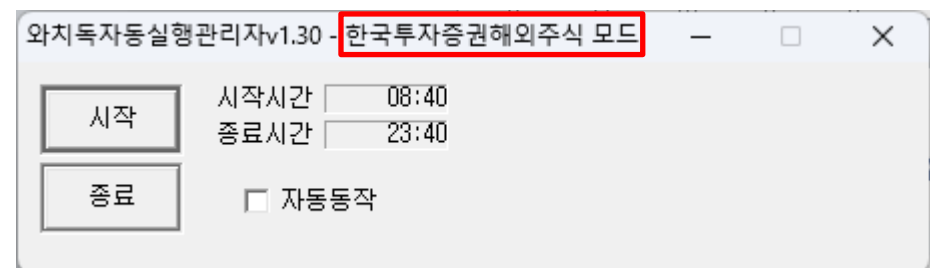 와치독자동실행관리자v1.30 - 한국투자증권해외주식 모드
시작
시작시간 08:40
종료시간 23:40
종료
자동동작